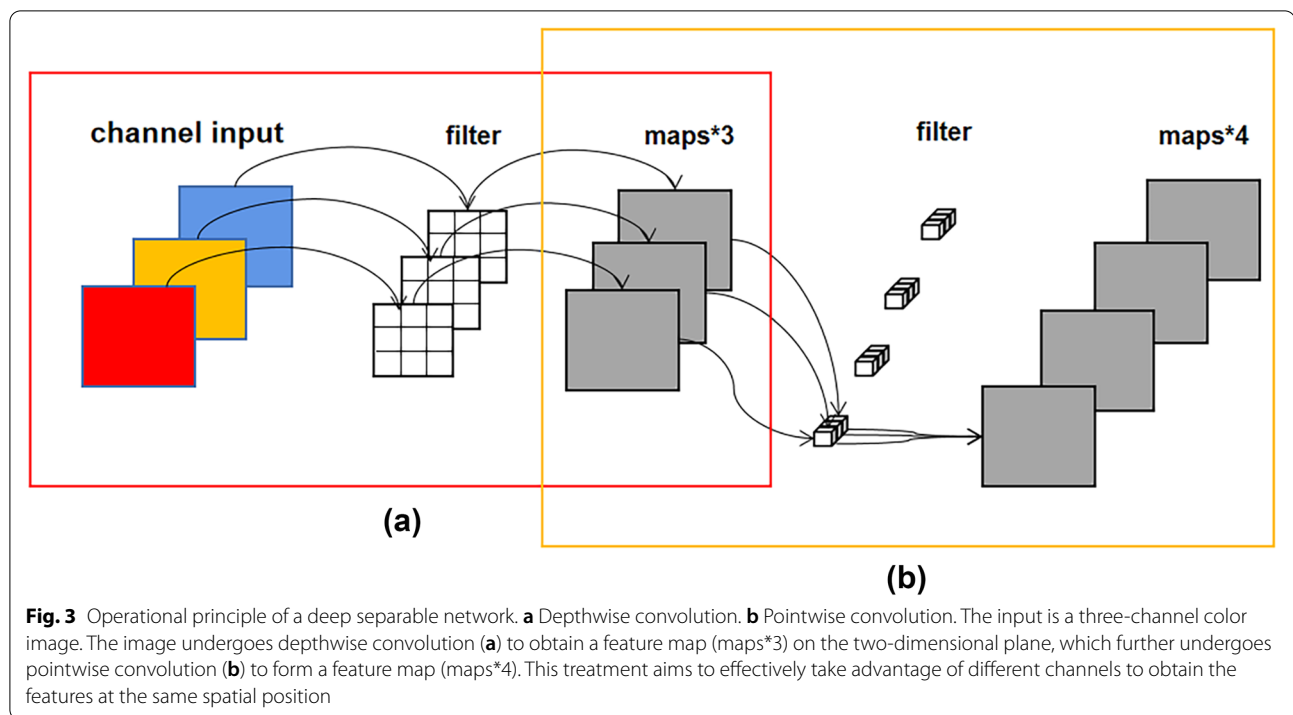 channel input
filter
maps*3
filter
maps*4
(a)
(b)
Fig. 3 Operational principle of a deep separable network. a Depthwise convolution. b Pointwise convolution. The input is a three-channel color
image. The image undergoes depthwise convolution (a) to obtain a feature map (maps*3) on the two-dimensional plane, which further undergoes
pointwise convolution (b) to form a feature map (maps*4). This treatment aims to effectively take advantage of different channels to obtain the
features at the same spatial position